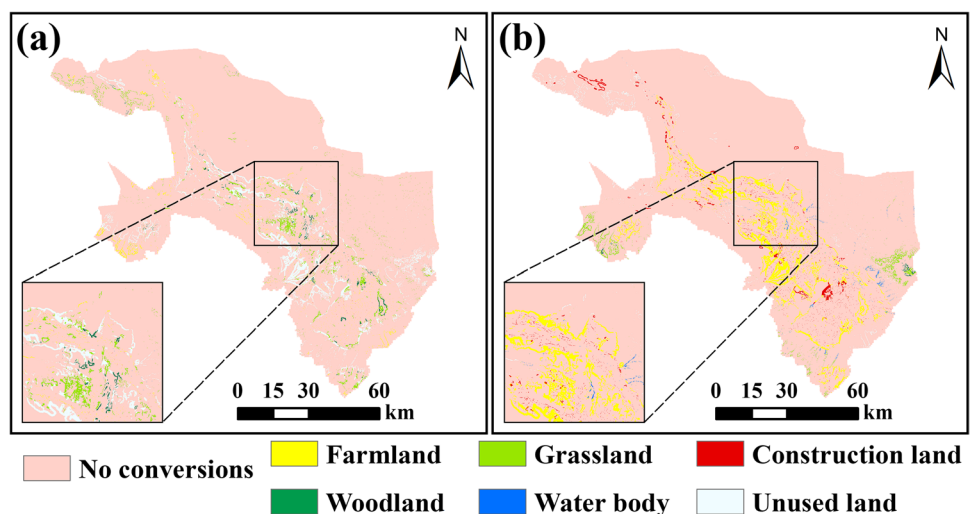 (a)
N
0 15 30 60
km
(b)
N
0 15 30 60
km
No conversions
Farmland
Grassland
Construction land
Woodland
Water body
Unused land